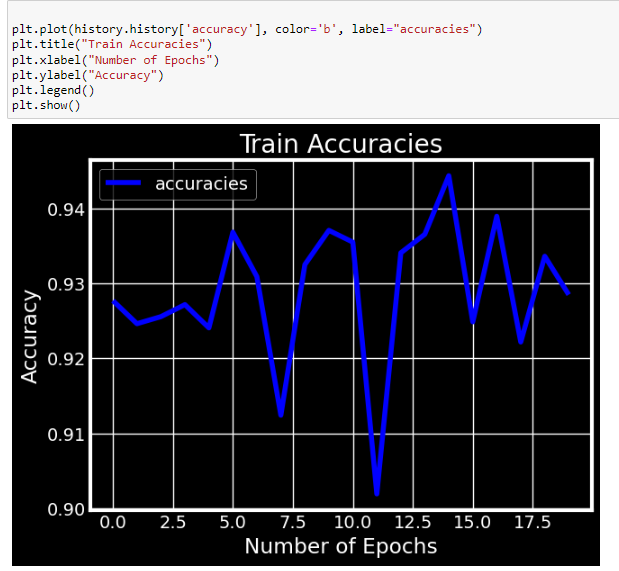 plt.plot(history.history['accuracy'], color='b', label="accuracies")
plt.title("Train Accuracies")
plt.xlabel("Number of Epochs")
plt.ylabel("Accuracy")
plt.legend()
plt.show()
Train Accuracies
accuracies
0.94
0.93
0.92
0.91
0.90
Accuracy
0.0 2.5 5.0 7.5 10.0 12.5 15.0 17.5
Number of Epochs